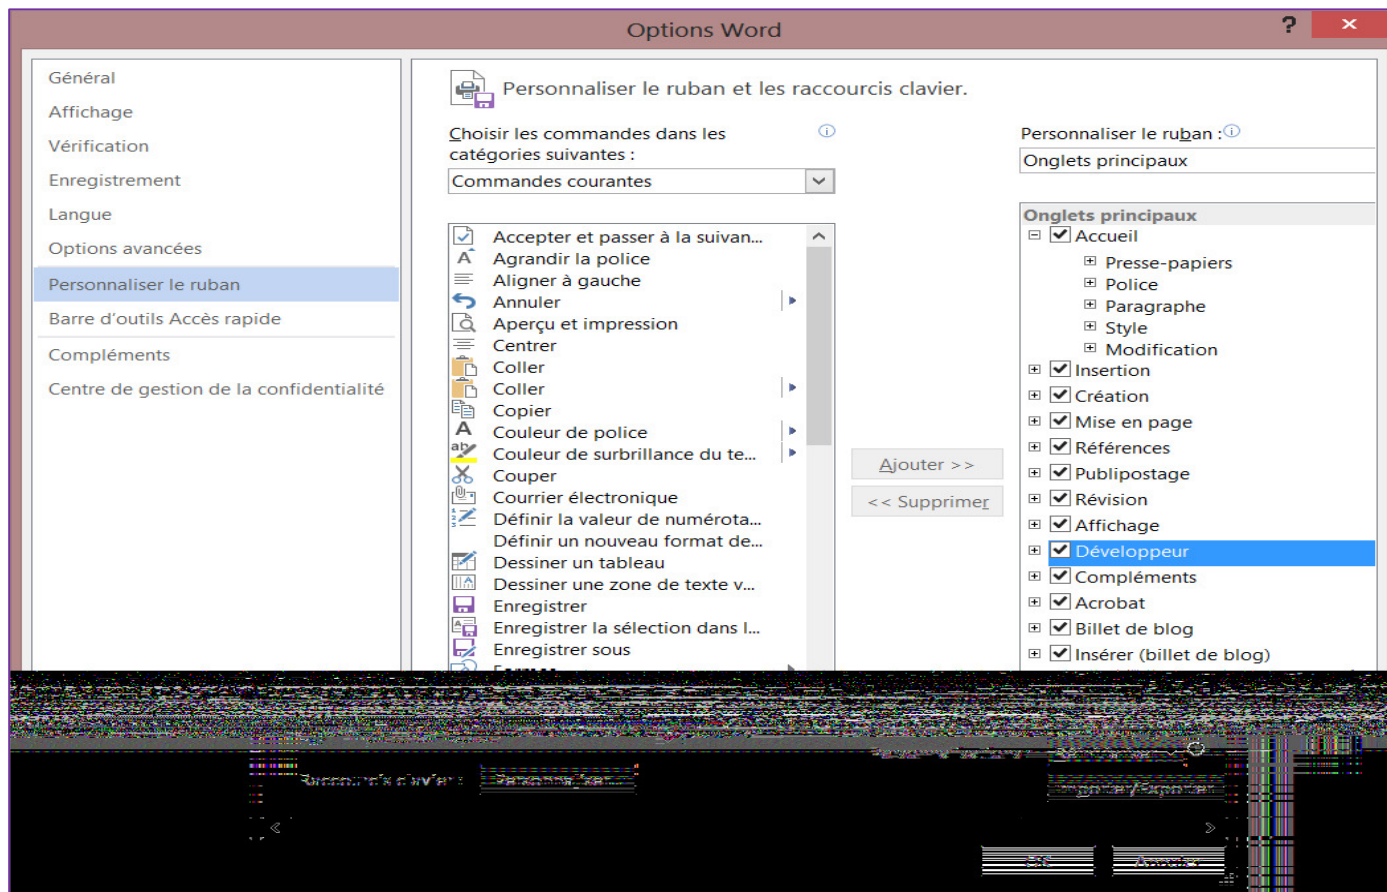 Options Word
?
Général
Affichage
Vérification
Enregistrement
Langue
Options avancées
Personnaliser le ruban
Barre d'outils Accès rapide
Compléments
Centre de gestion de la confidentialité
Personnaliser le ruban et les raccourcis clavier.
Choisir les commandes dans les
catégories suivantes :
Commandes courantes
Accepter et passer à la suivan...
Agrandir la police
Aligner à gauche
Annuler
Aperçu et impression
Centrer
Coller
Coller
Copier
Couleur de police
Couleur de surbrillance du te...
Couper
Courrier électronique
Définir la valeur de numérota...
Définir un nouveau format de...
Dessiner un tableau
Dessiner une zone de texte v...
Enregistrer
Enregistrer la sélection dans l...
Enregistrer sous
Ajouter >>
<< Supprimer
Personnaliser le ruban :
Onglets principaux
Onglets principaux
Accueil
Presse-papiers
Police
Paragraphe
Style
Modification
Insertion
Création
Mise en page
Références
Publipostage
Révision
Affichage
Développeur
Compléments
Acrobat
Billet de blog
Insérer (billet de blog)